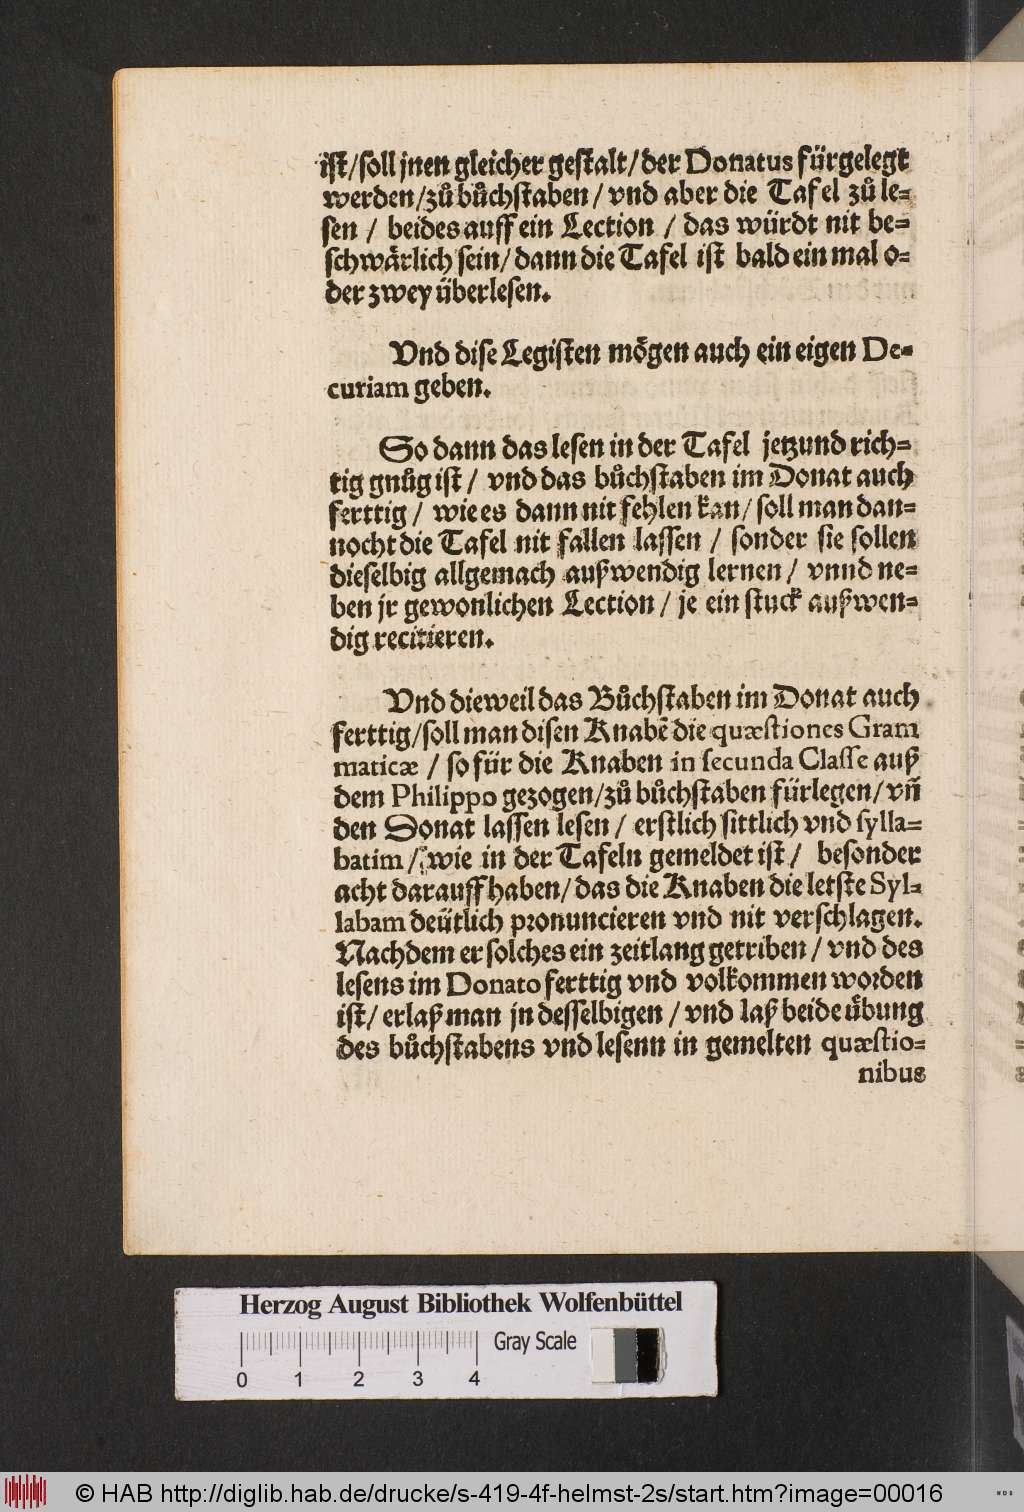 ist/soll jnen gleicher gestalt/der Donatus fürgelegt
werden/zů bůchstaben/vnd aber die Tafel zů le=
sen / beides auff ein Lection / das würdt nit be=
schwärlich sein/dann die Tafel ist bald ein mal o=
der zwey überlesen.
Vnd dise Legisten mögen auch ein eigen De=
curiam geben.
So dann das lesen in der Tafel jetzund rich=
tig gnůg ist / vnd das bůchstaben im Donat auch
ferttig / wie es dann nit fehlen kan/soll man dan=
nocht die Tafel nit fallen lassen / sonder sie sollen
dieselbig allgemach außwendig lernen / vnnd ne=
ben jr gewonlichen Lection / je ein stuck außwen=
dig recitieren.
Vnd dieweil das Bůchstaben im Donat auch
ferttig/soll man disen Knabẽ die quæstiones Gram
maticæ / so für die Knaben in secunda Classe auß
dem Philippo gezogen/zů bůchstaben fürlegen/vñ
den Donat lassen lesen / erstlich sittlich vnd sylla=
batim / wie in der Tafeln gemeldet ist / besonder
acht darauff haben/das die Knaben die letste Syl=
labam deütlich pronuncieren vnd nit verschlagen.
Nachdem er solches ein zeitlang getriben / vnd des
lesens im Donato ferttig vnd volkommen worden
ist/ erlaß man jn desselbigen / vnd laß beide übung
des bůchstabens vnd lesenn in gemelten quæstio=
nibus
Herzog August Bibliothek Wolfenbüttel
Gray Scale
0 1 2 3 4
© HAB http://diglib.hab.de/drucke/s-419-4f-helmst-2s/start.htm?image=00016